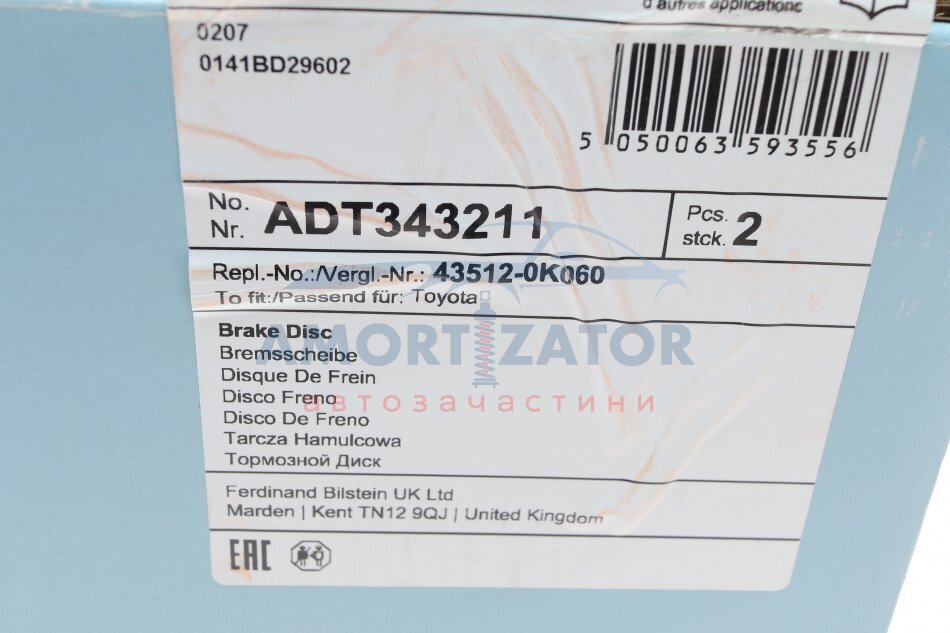 d'autres applications
0207
0141BD29602
5 050063 593556
No.
Nr. ADT343211
Pcs.
stck. 2
Repl.-No.:/Vergl.-Nr.: 43512-0K060
To fit:/Passend für: Toyota
AMORTIZATOR
Brake Disc
Bremsscheibe
Disque De Frein
Disco Freno
автозачастини
Disco De Freno
Tarcza Hamulcowa
Тормозной Диск
Ferdinand Bilstein UK Ltd
Marden | Kent TN12 9QJ | United Kingdom
EAC